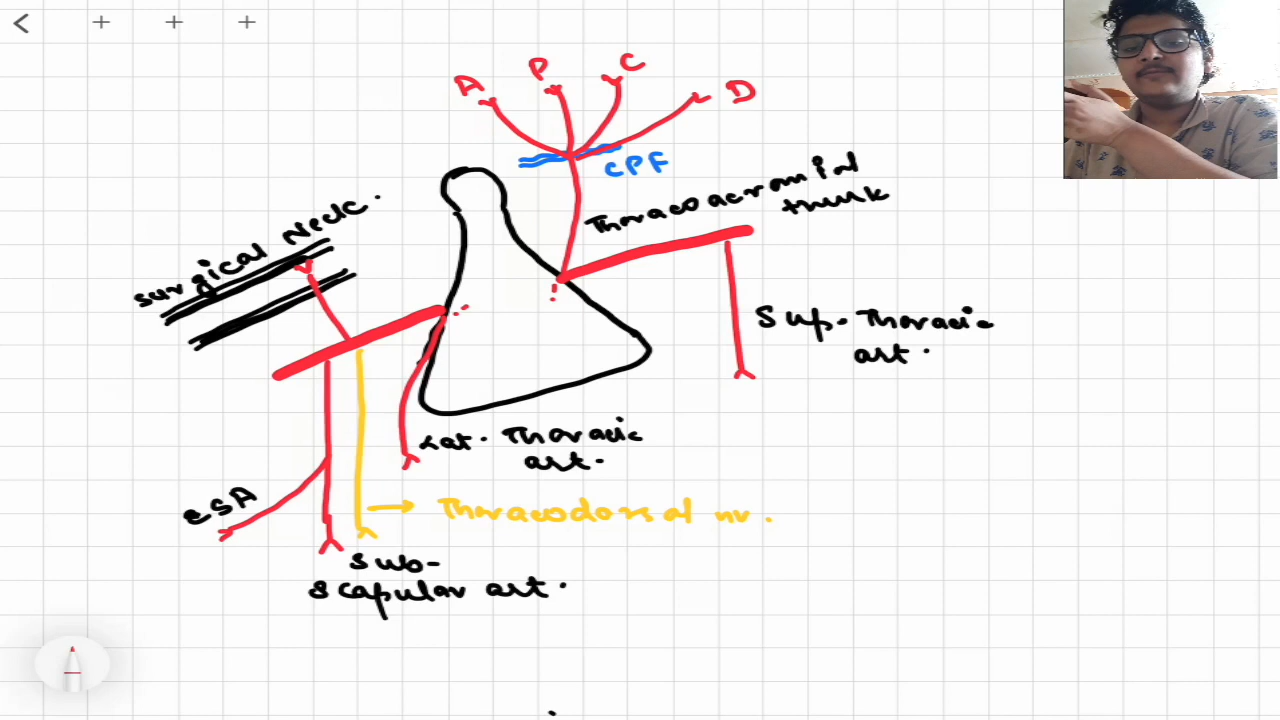 A P C D
CPF
Thoracoacromial
trunk
Surgical Neck.
Sup. Thoracic
art.
Lat. Thoracic
art.
CSA
Thoracodorsal nv.
Sub-
scapular art.